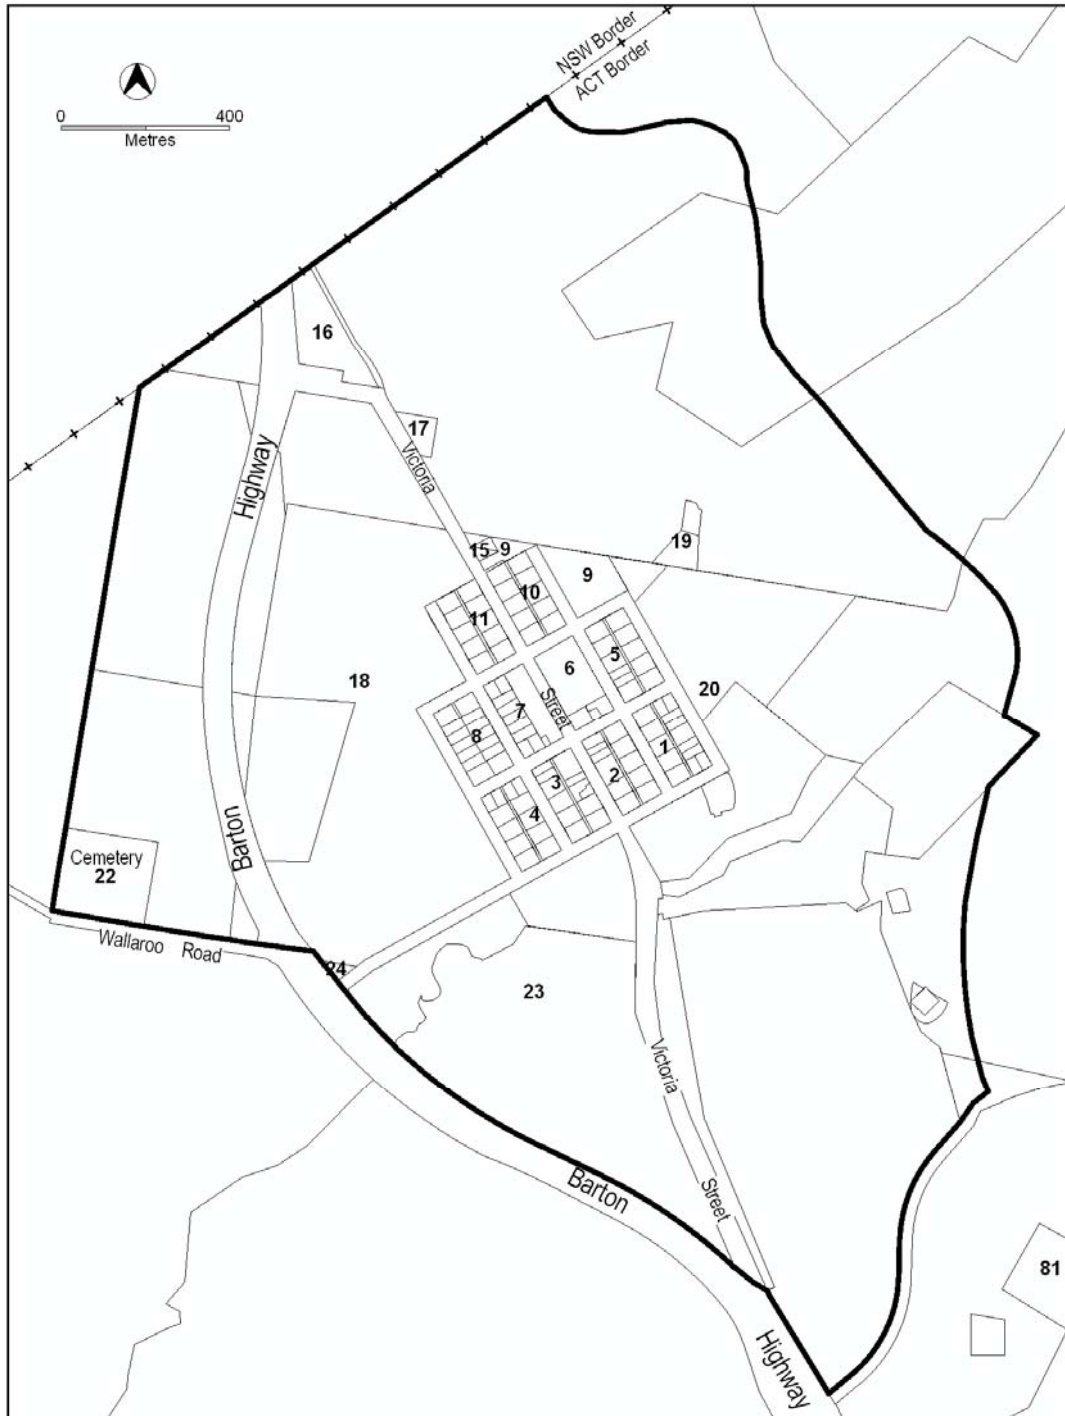 NSW Border
ACT Border
0 400
Metres
16
17
Highway
Victoria
15
9
19
9
10
11
5
6
18
20
7
Street
8
1
2
3
4
Barton
Cemetery
22
Wallaroo Road
24
23
Victoria
Street
Barton
81
Highway